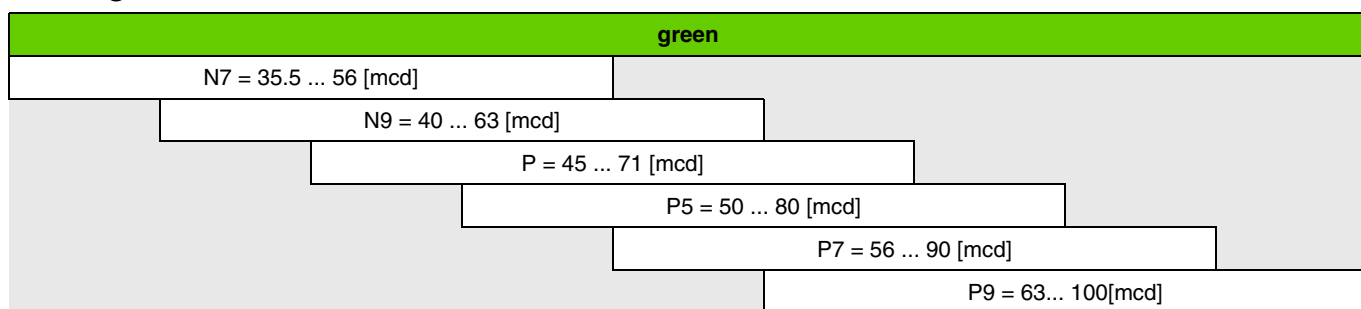 green
N7 = 35.5 ... 56 [mcd]
N9 = 40 ... 63 [mcd]
P = 45 ... 71 [mcd]
P5 = 50 ... 80 [mcd]
P7 = 56 ... 90 [mcd]
P9 = 63... 100[mcd]